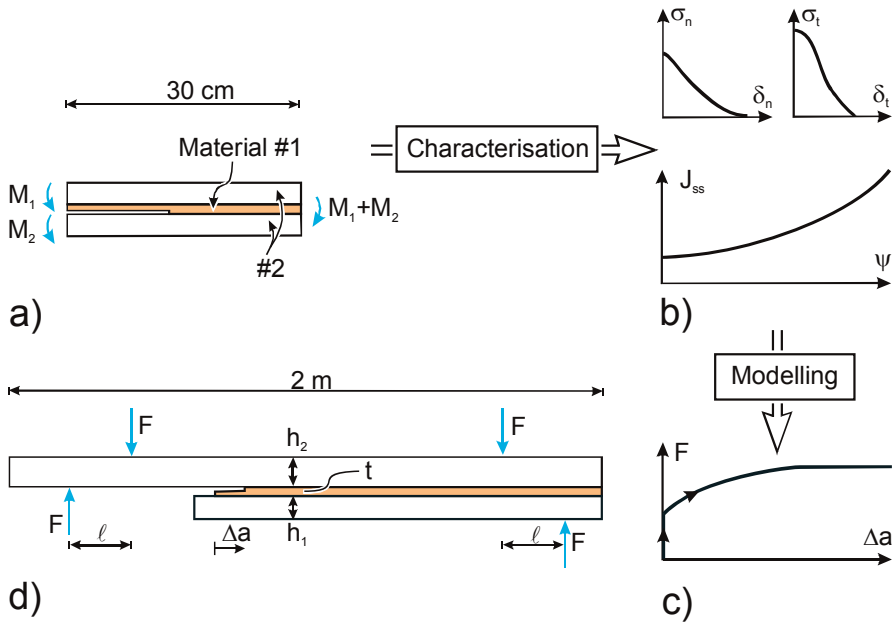 30 cm
Material #1
M₁
M₂
M₁+M₂
#2
a)
Characterisation
σₙ
δₙ
σₜ
δₜ
Jₛₛ
ψ
b)
Modelling
F
Δa
c)
2 m
F
F
h₂
t
F
ℓ
Δa
h₁
ℓ
F
d)